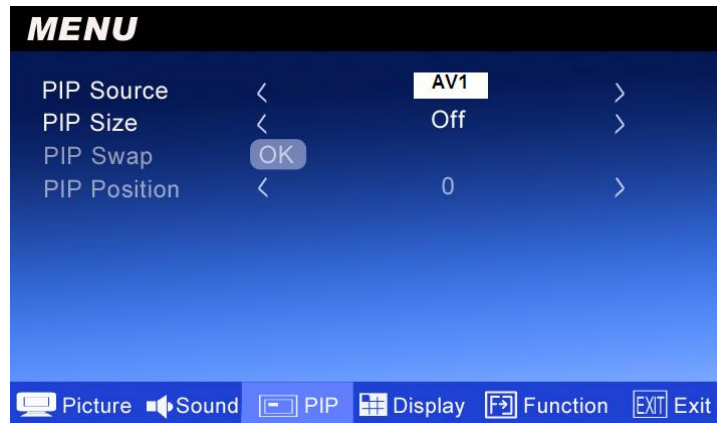 MENU
PIP Source < AV1 >
PIP Size < Off >
PIP Swap OK
PIP Position < 0 >
Picture Sound PIP Display F Function EXIT Exit